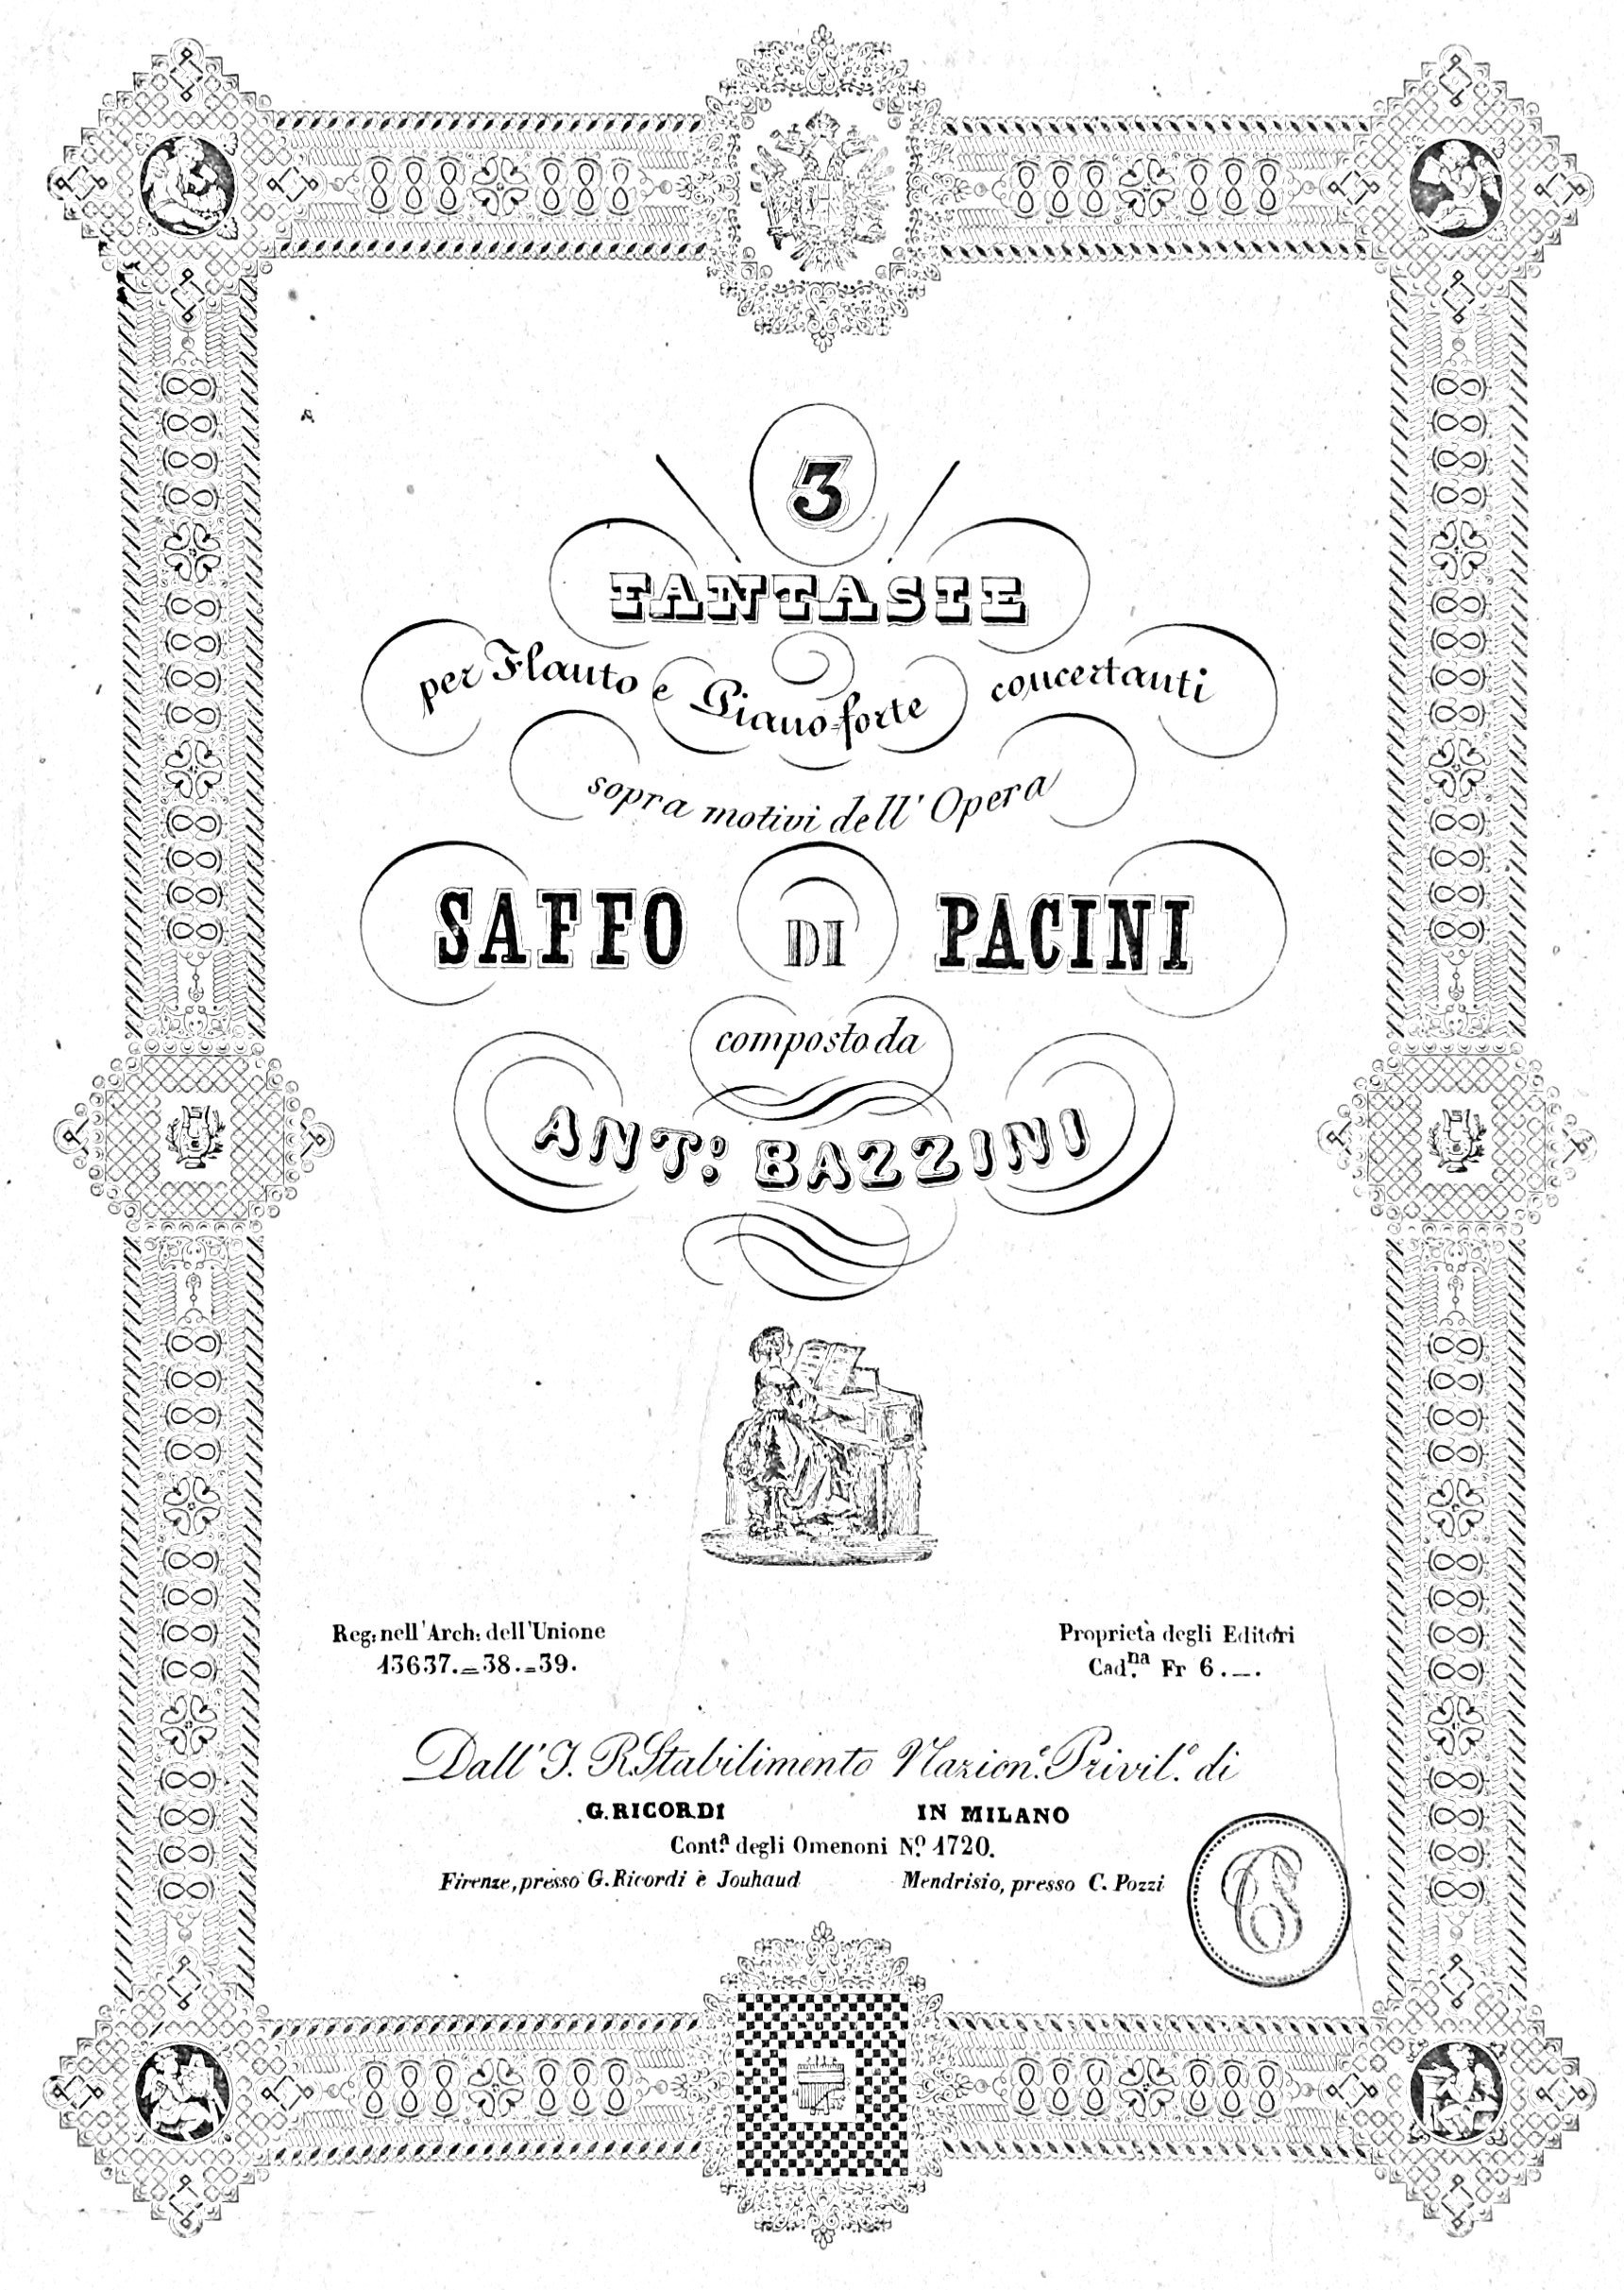 3
FANTASIE
per Flauto e Piano=forte concertanti
sopra motivi dell' Opera
SAFFO DI PACINI
composto da
ANT.o BAZZINI
Reg: nell' Arch: dell' Unione
13637.=38.=39.
Proprietà degli Editori
Cad.na Fr 6._.
Dall' I. R. Stabilimento Nazion.e Privil.o di
G. RICORDI IN MILANO
Cont.a degli Omenoni N.o 1720.
Firenze, presso G. Ricordi è Jouhaud
Mendrisio, presso C. Pozzi